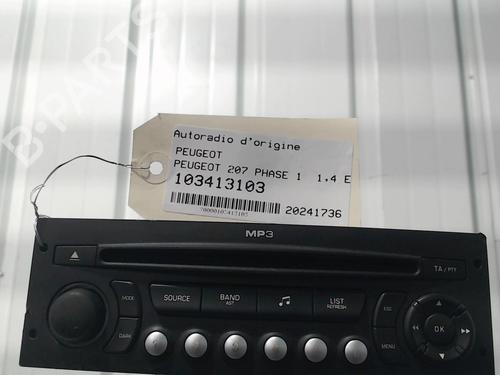 B-PARTS
Autoradio d'origine
PEUGEOT
PEUGEOT 207 PHASE 1 1.4 E
103413103
20241736
MP3
TA / PTY
MODE
SOURCE
BAND
AST
LIST
REFRESH
ESC
DARK
OK
MENU